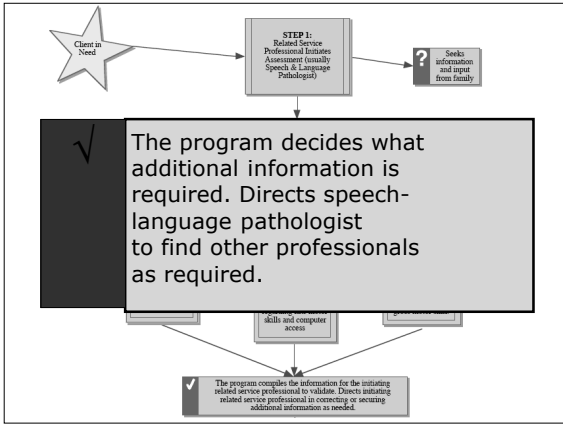 Client in
Need
STEP 1:
Related Service
Professional Initiates
Assessment (usually
Speech & Language
Pathologist)
?
Seeks
information
and input
from family
√
The program decides what
additional information is
required. Directs speech-
language pathologist
to find other professionals
as required.
skills and computer
access
The program compiles the information for the initiating
related service professional to validate. Directs initiating
related service professional in correcting or securing
additional information as needed.